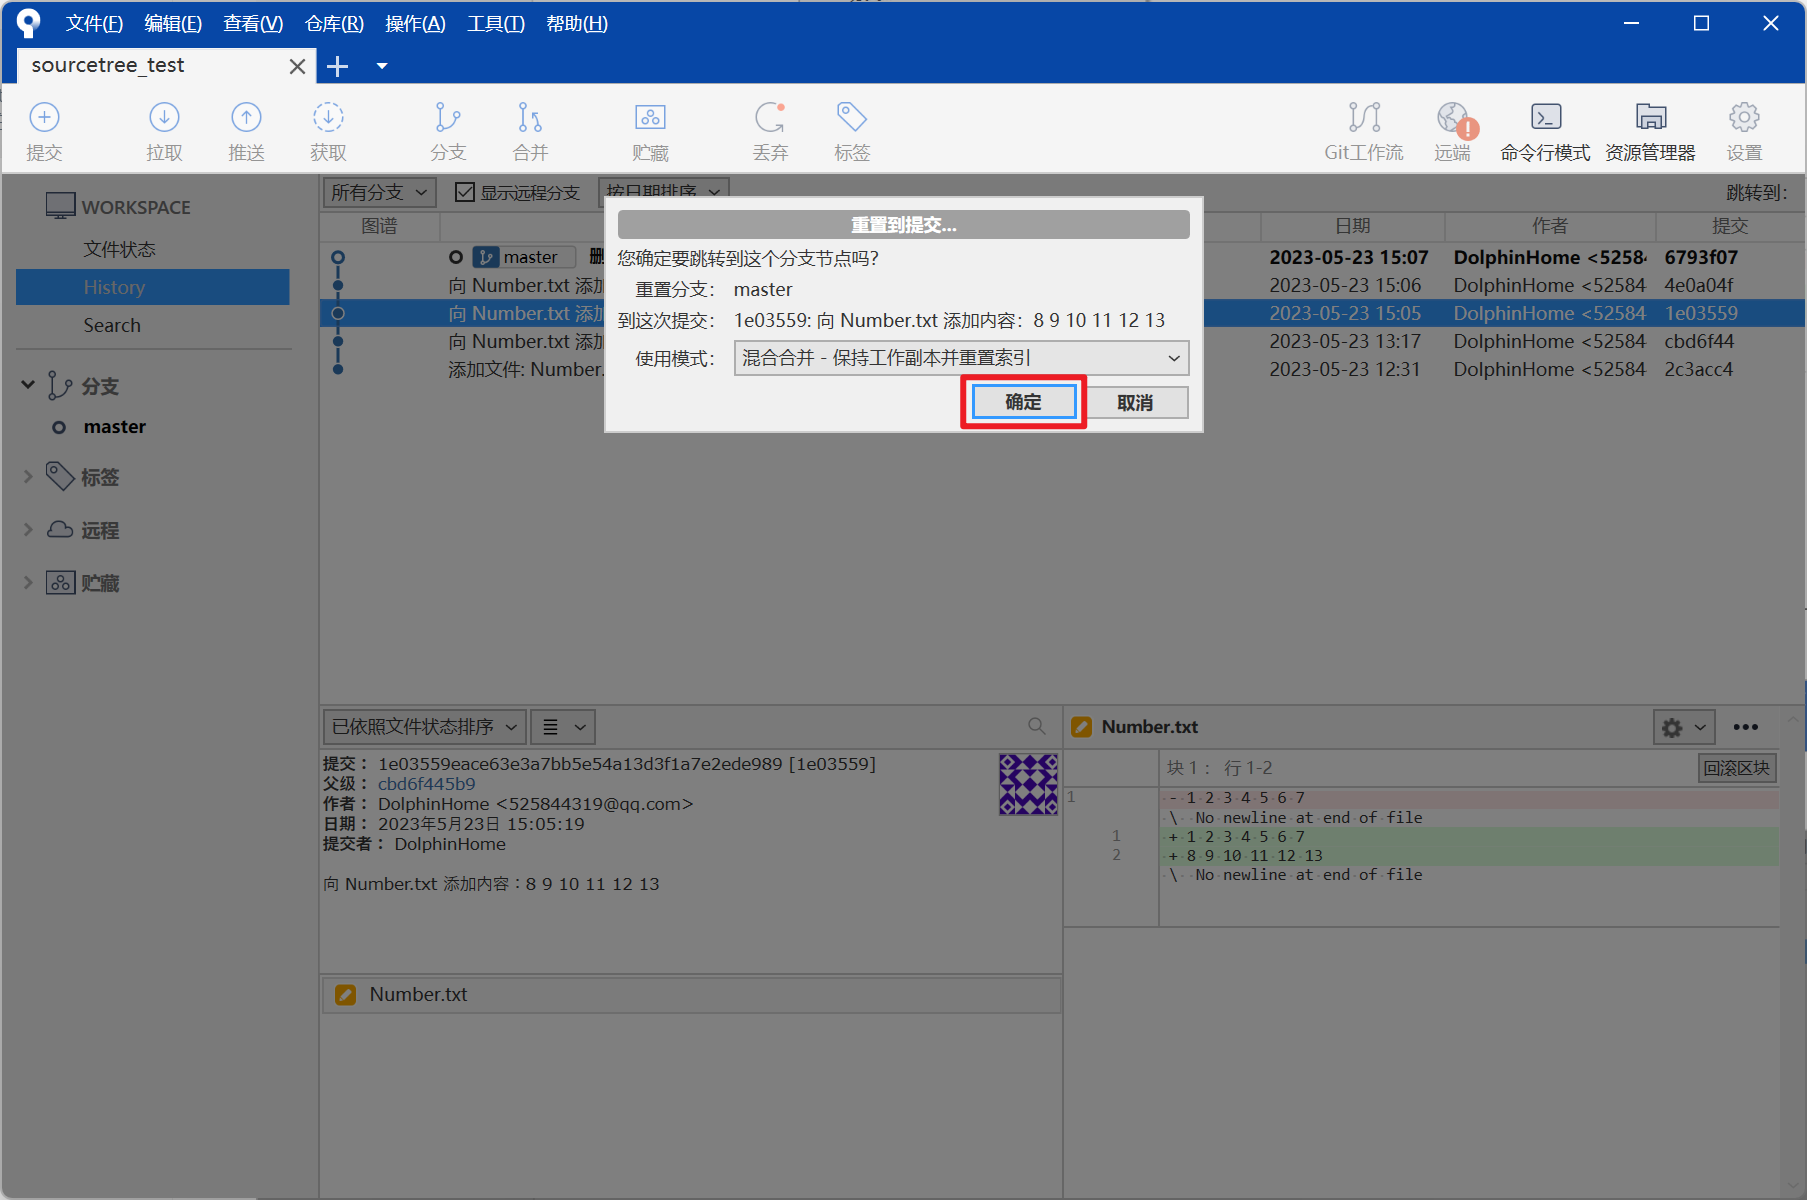 文件(F) 编辑(E) 查看(V) 仓库(R) 操作(A) 工具(T) 帮助(H)
sourcetree_test
提交 拉取 推送 获取 分支 合并 贮藏 丢弃 标签 Git工作流 远端 命令行模式 资源管理器 设置
WORKSPACE
文件状态
History
Search
分支
master
标签
远程
贮藏
所有分支 显示远程分支 按日期排序 跳转到:
图谱 日期 作者 提交
master 删 2023-05-23 15:07 DolphinHome <52584 6793f07
向 Number.txt 添加 2023-05-23 15:06 DolphinHome <52584 4e0a04f
向 Number.txt 添加 2023-05-23 15:05 DolphinHome <52584 1e03559
向 Number.txt 添加 2023-05-23 13:17 DolphinHome <52584 cbd6f44
添加文件: Number. 2023-05-23 12:31 DolphinHome <52584 2c3acc4
重置到提交...
您确定要跳转到这个分支节点吗?
重置分支: master
到这次提交: 1e03559: 向 Number.txt 添加内容: 8 9 10 11 12 13
使用模式: 混合合并 - 保持工作副本并重置索引
确定 取消
已依照文件状态排序
提交: 1e03559eace63e3a7bb5e54a13d3f1a7e2ede989 [1e03559]
父级: cbd6f445b9
作者: DolphinHome <525844319@qq.com>
日期: 2023年5月23日 15:05:19
提交者: DolphinHome
向 Number.txt 添加内容：8 9 10 11 12 13
Number.txt
Number.txt
块 1： 行 1-2 回滚区块
1 - 1 2 3 4 5 6 7
\ No newline at end of file
1 + 1 2 3 4 5 6 7
2 + 8 9 10 11 12 13
\ No newline at end of file